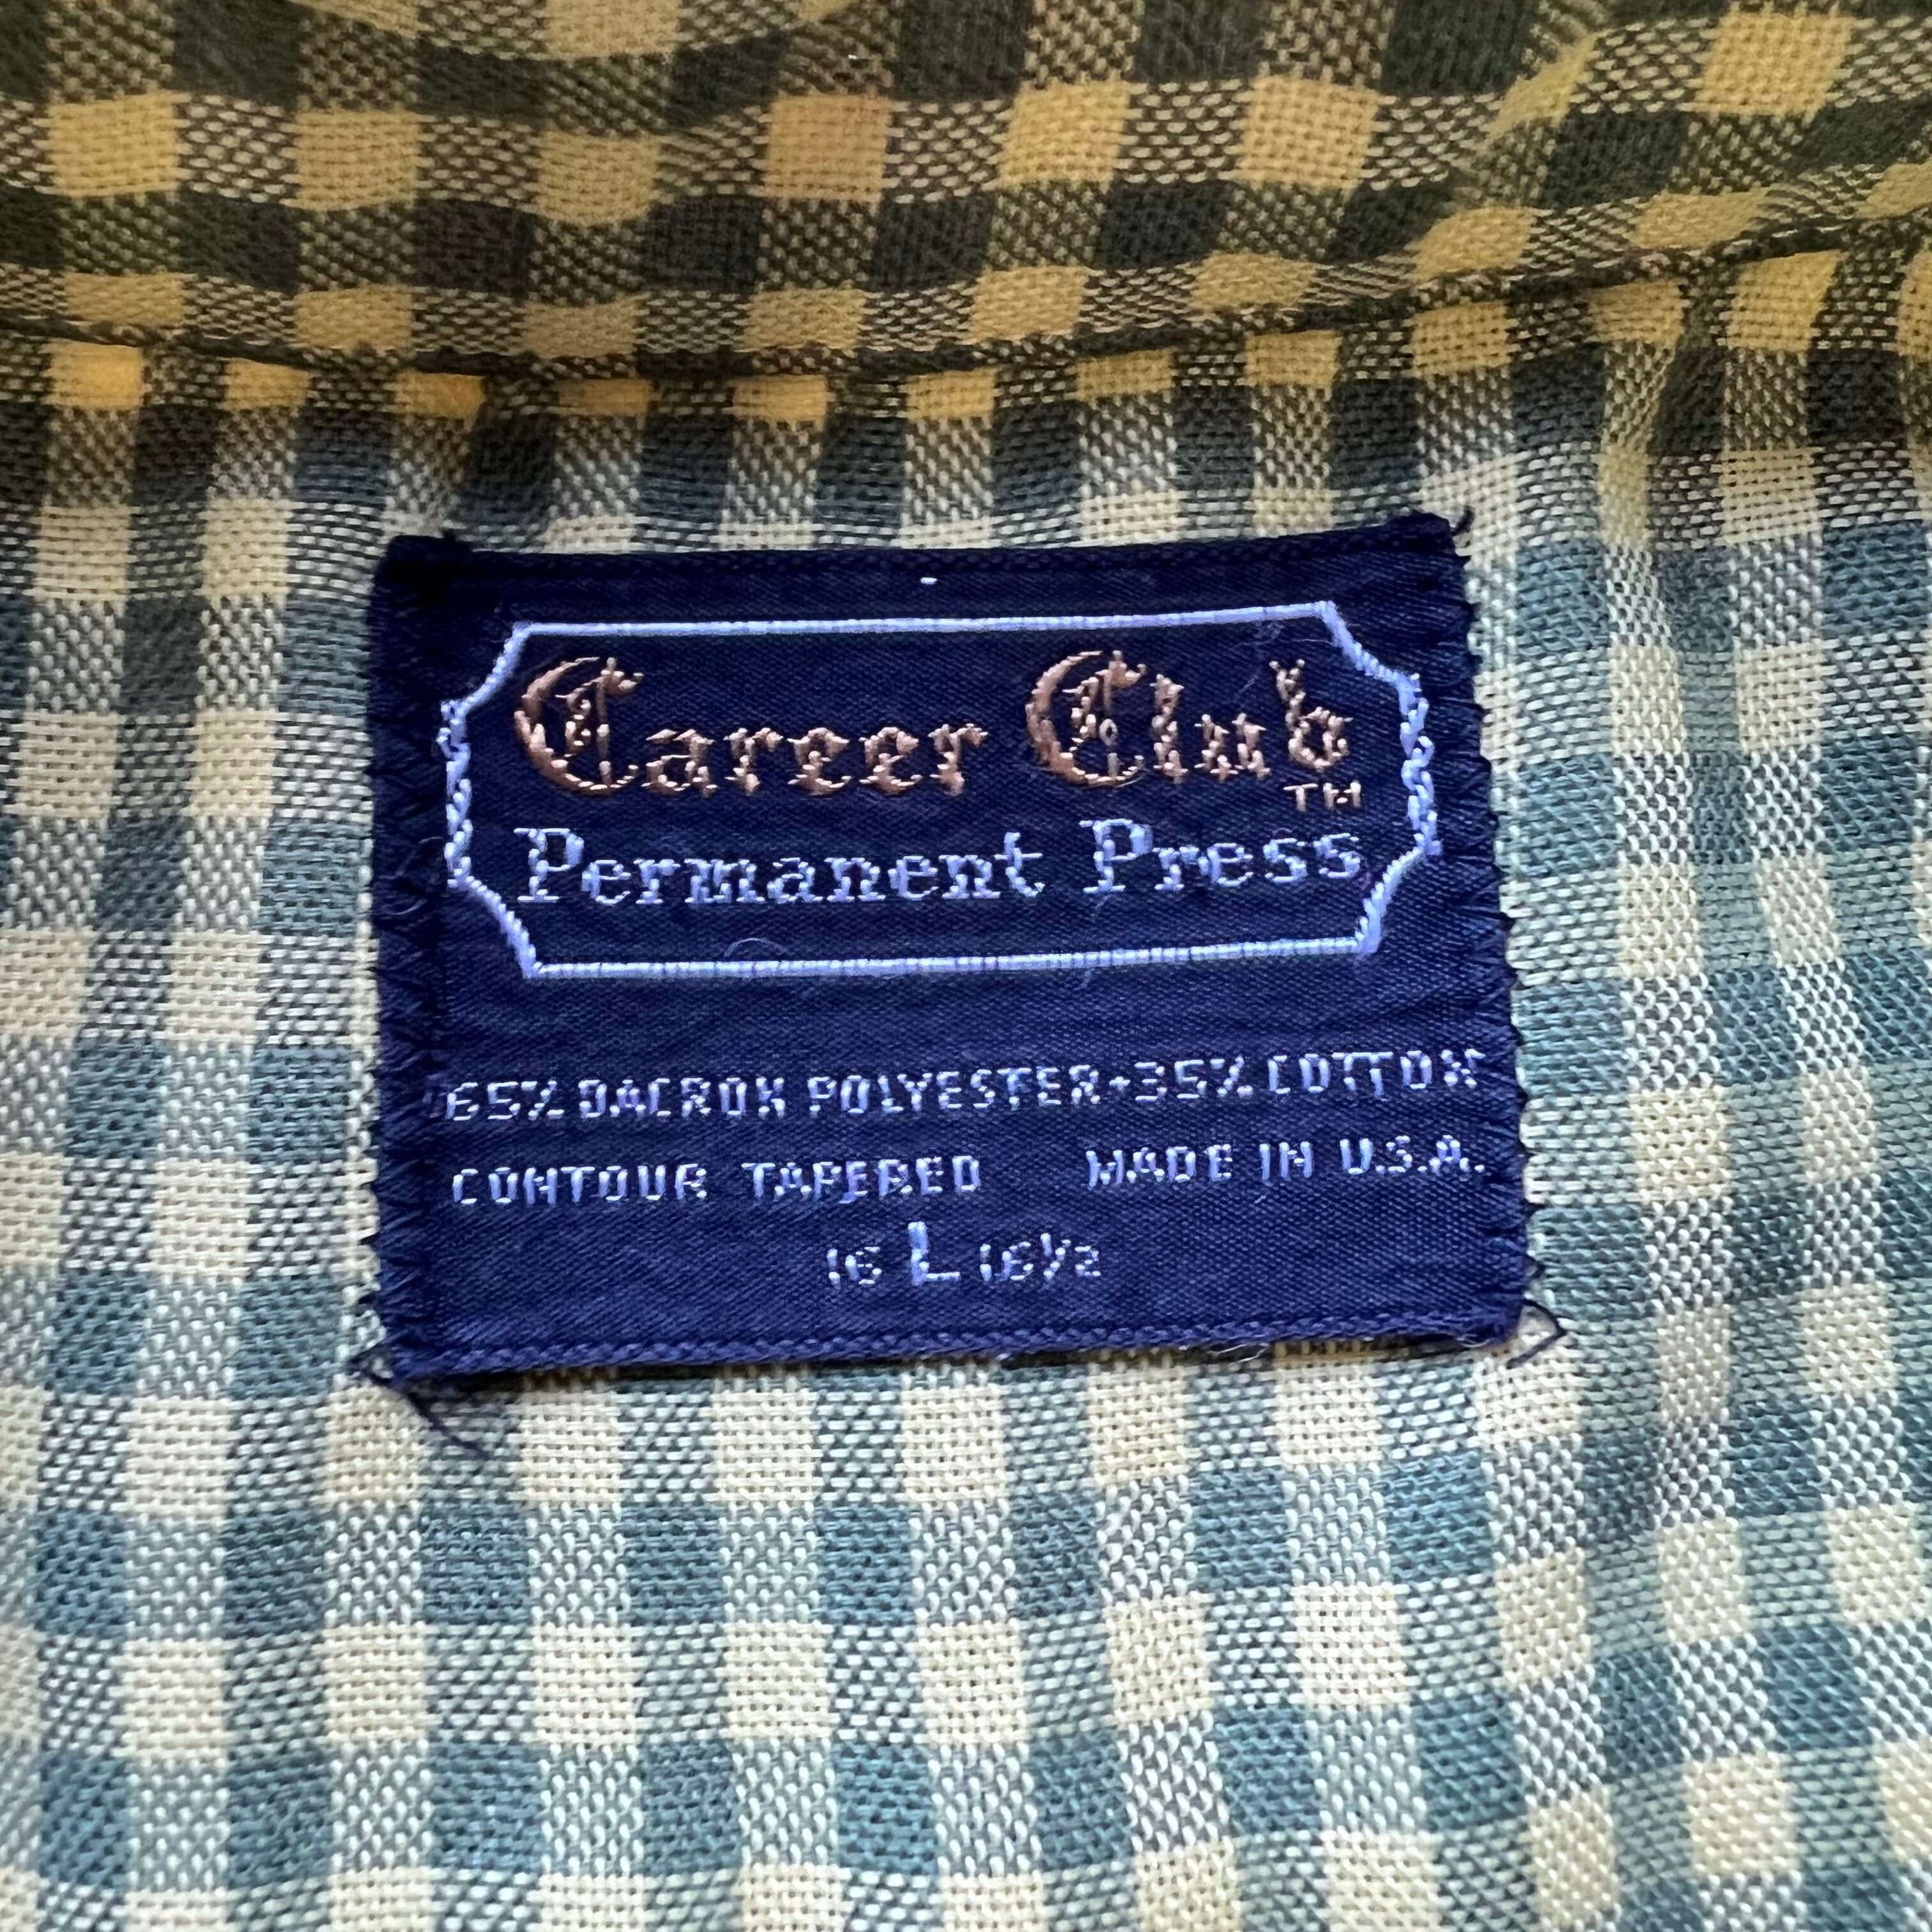 Career Club
TM
Permanent Press
65% DACRON POLYESTER • 35% COTTON
CONTOUR TAPERED MADE IN U.S.A.
16 L 16½